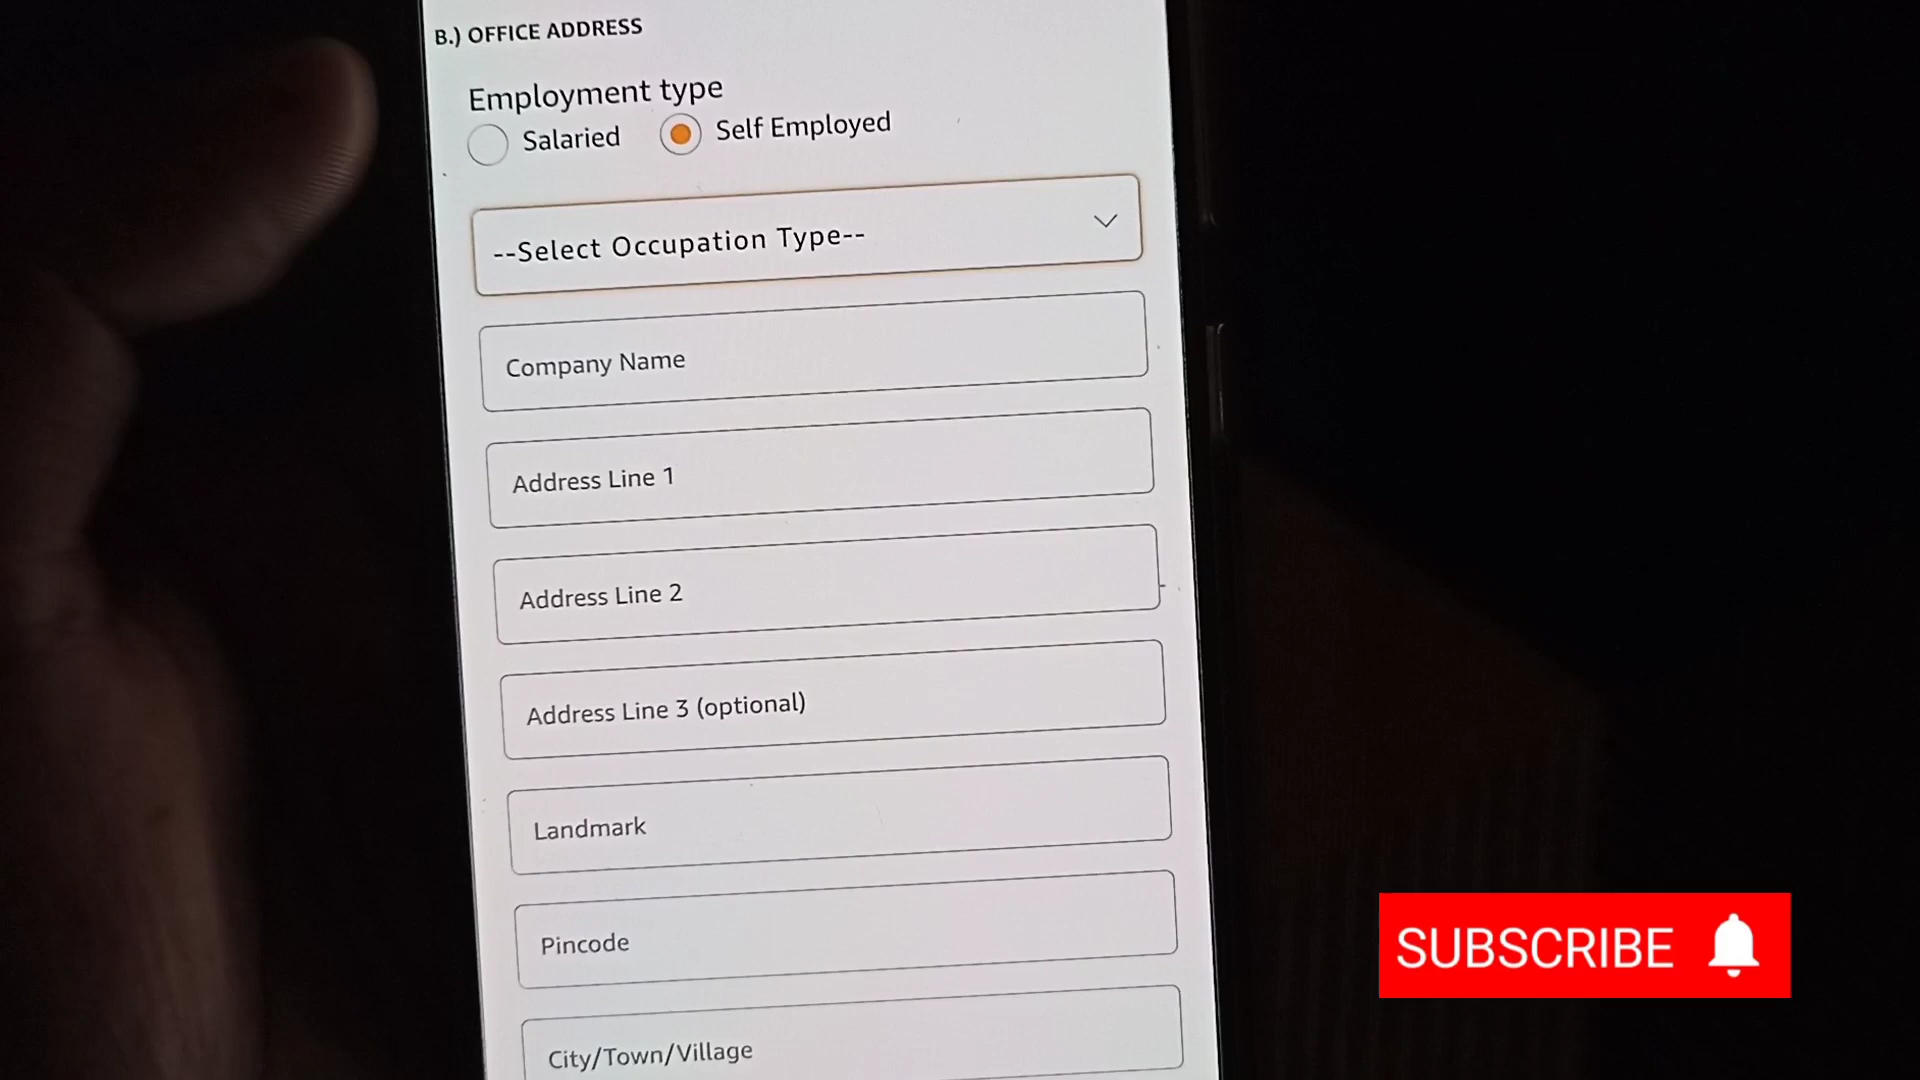 B.) OFFICE ADDRESS
Employment type
Salaried Self Employed
--Select Occupation Type--
Company Name
Address Line 1
Address Line 2
Address Line 3 (optional)
Landmark
Pincode
City/Town/Village
SUBSCRIBE